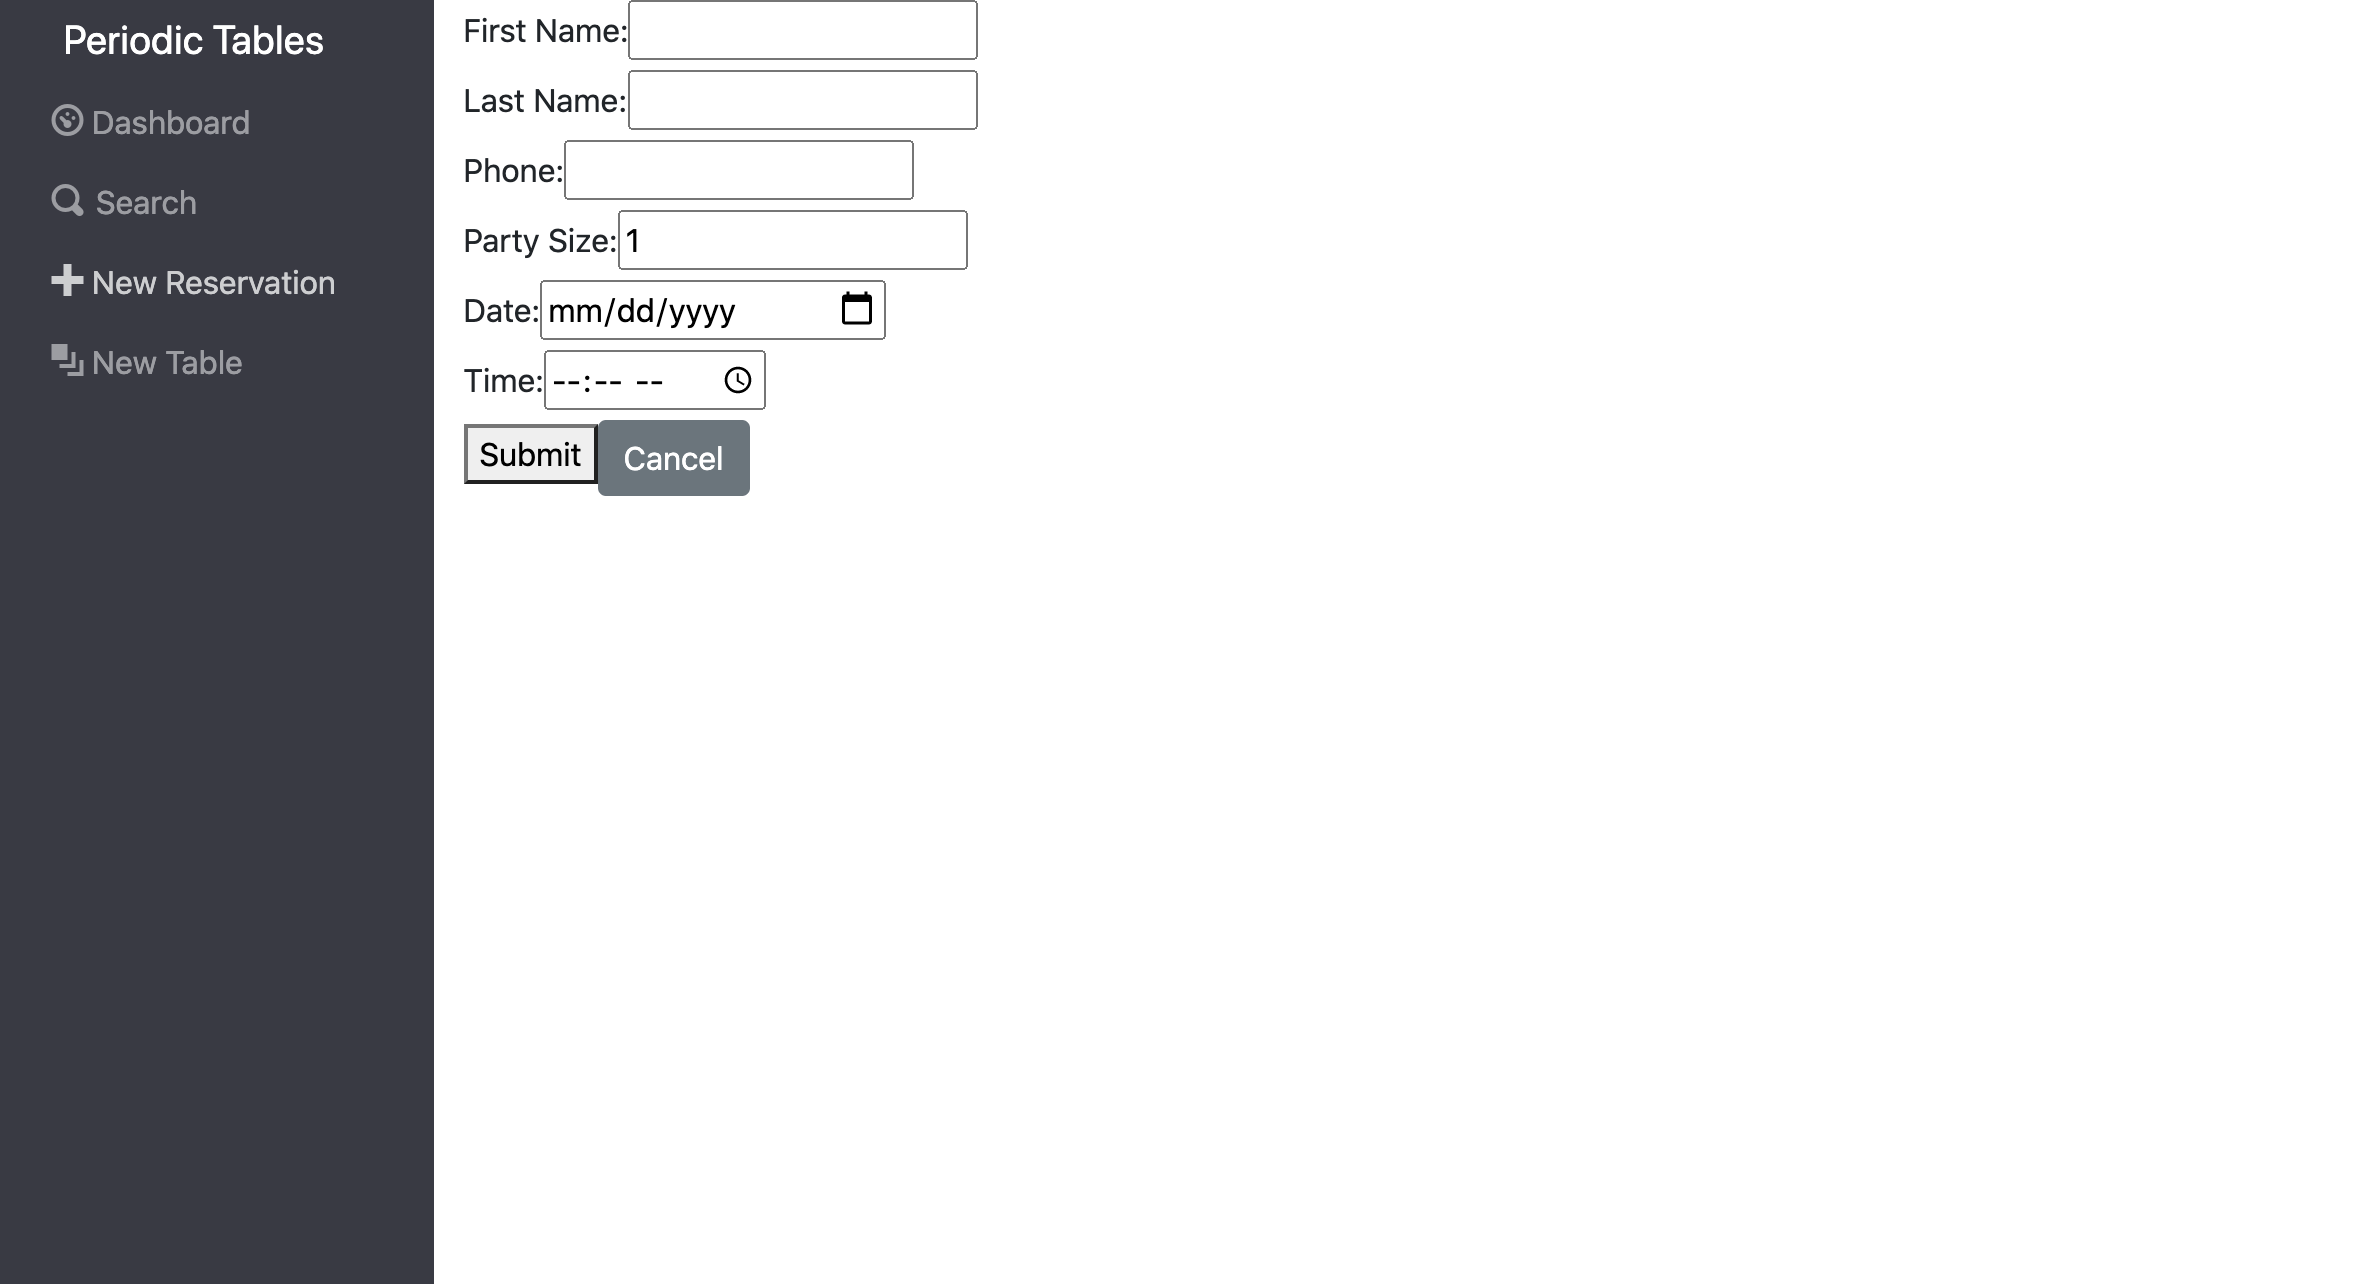 Periodic Tables
Dashboard
Search
New Reservation
New Table
First Name:
Last Name:
Phone:
Party Size: 1
Date: mm/dd/yyyy
Time: --:-- --
Submit Cancel